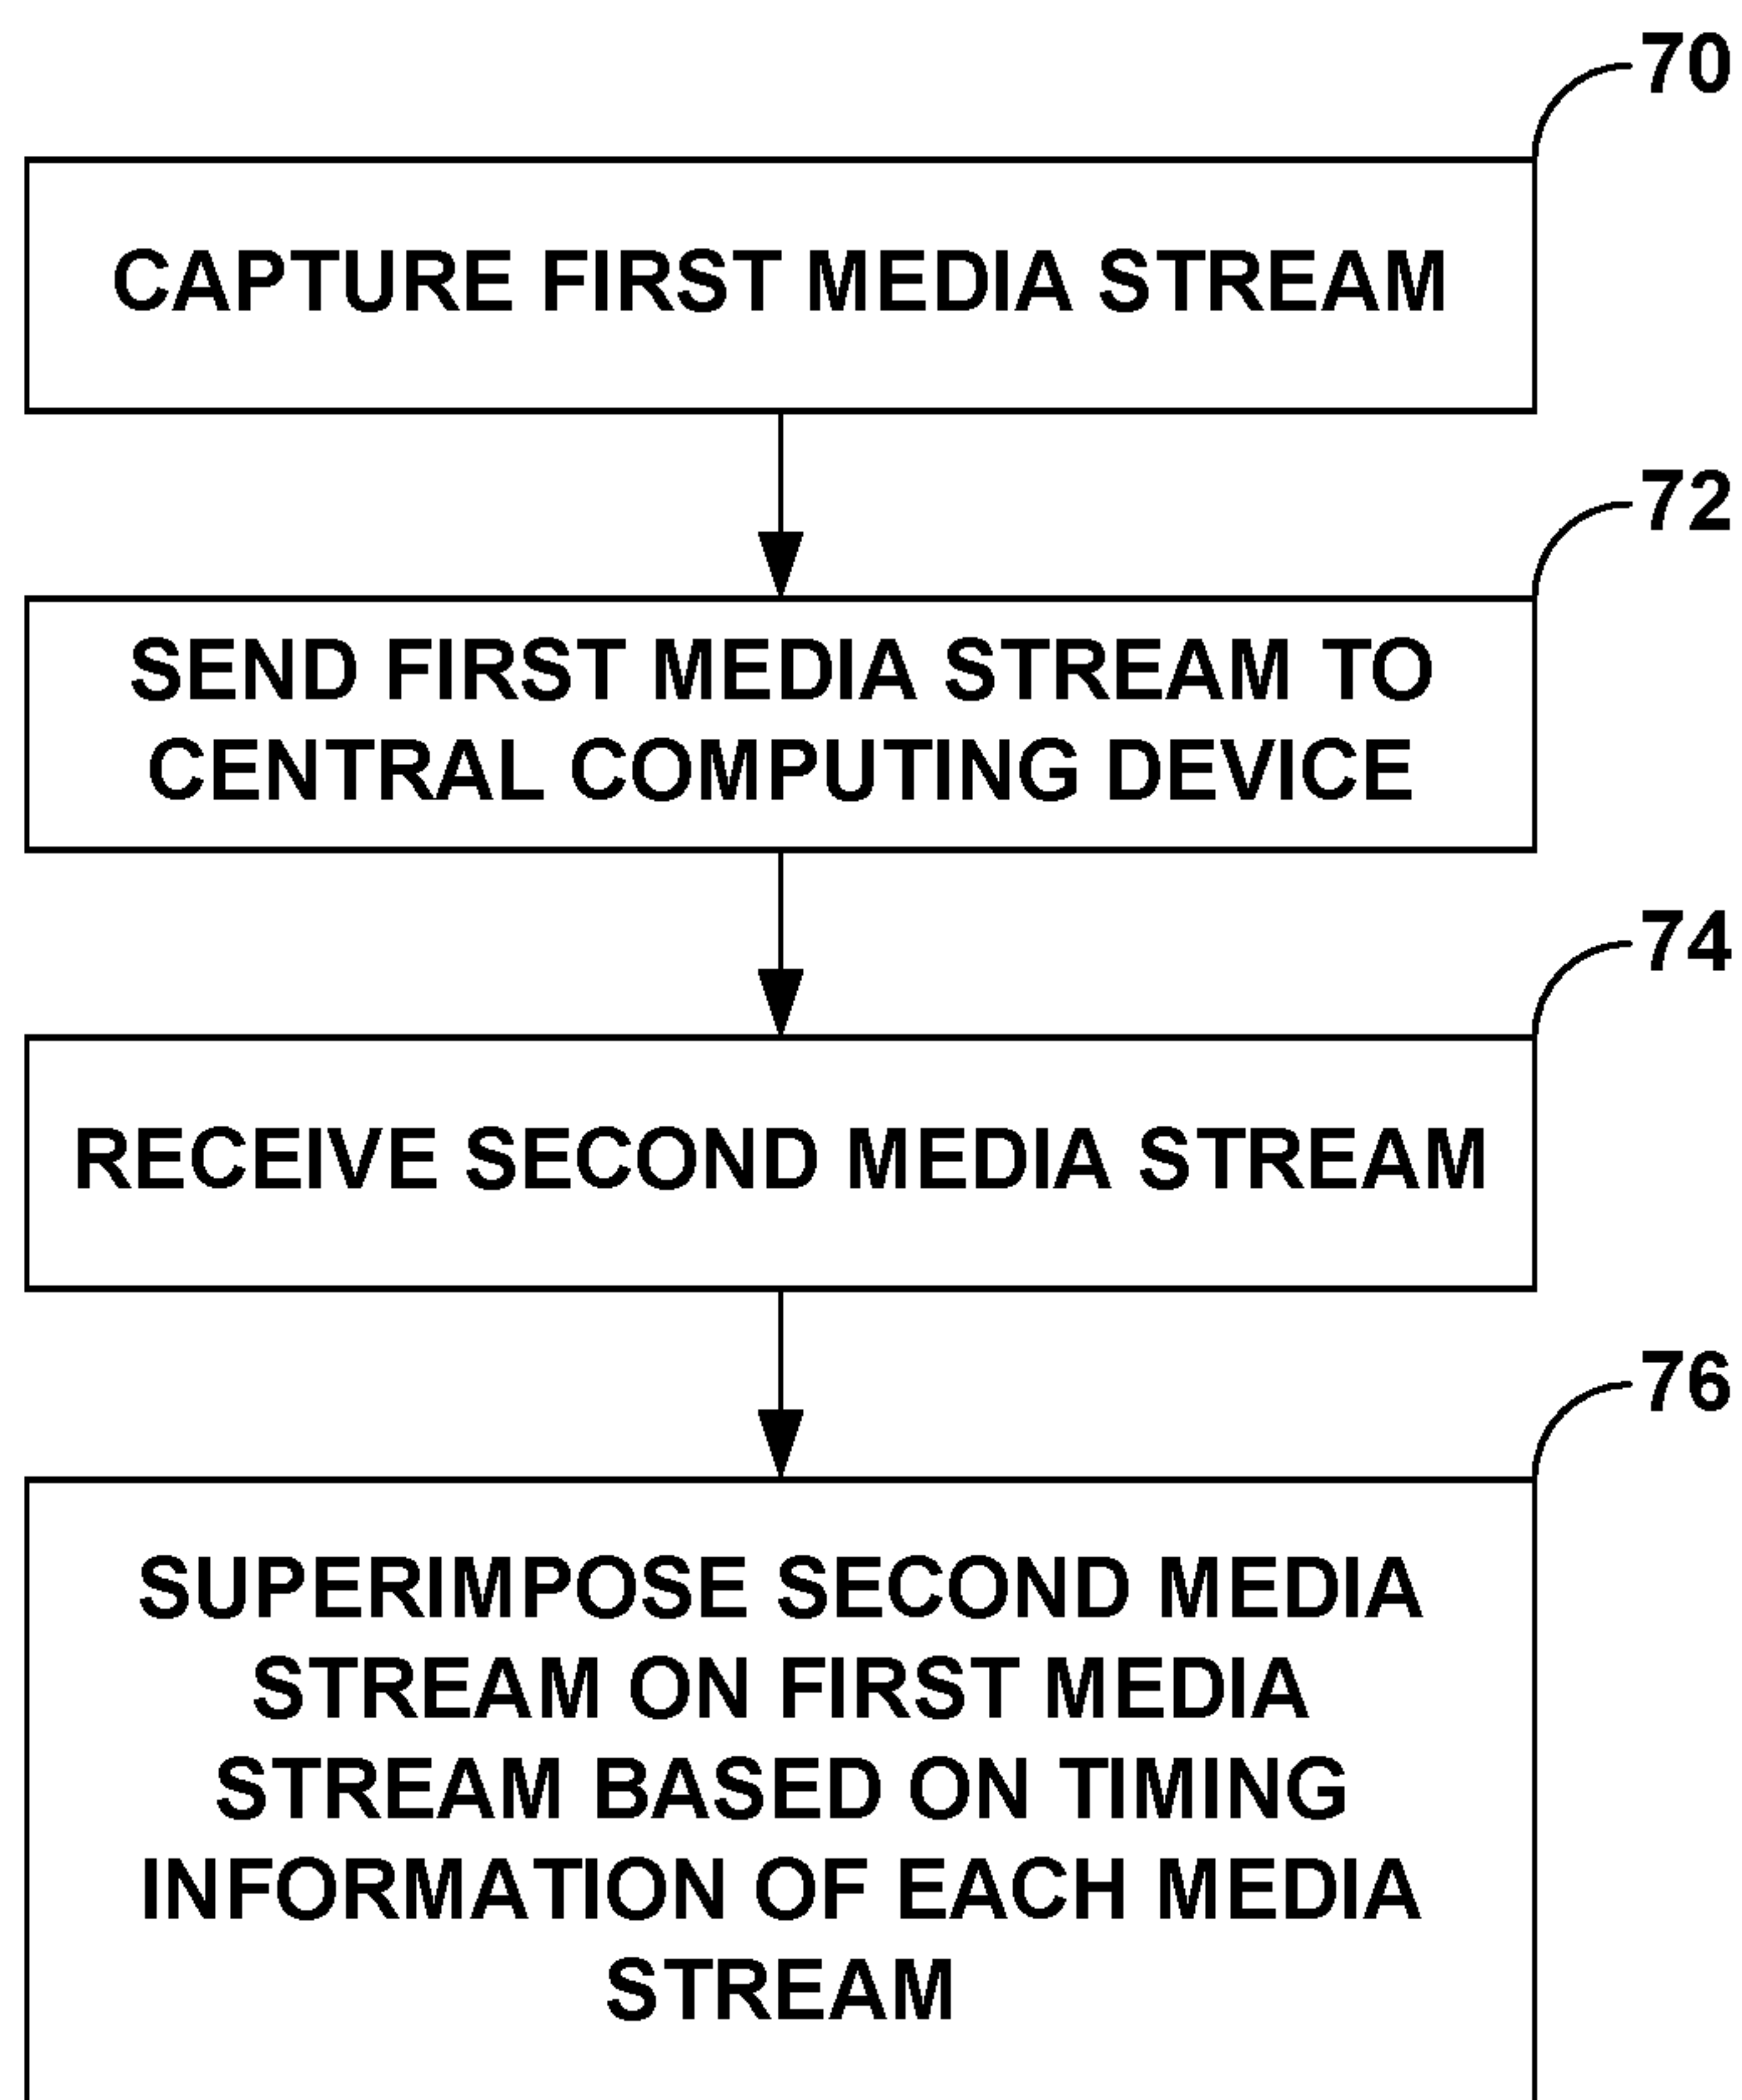 70
CAPTURE FIRST MEDIA STREAM
72
SEND FIRST MEDIA STREAM TO
CENTRAL COMPUTING DEVICE
74
RECEIVE SECOND MEDIA STREAM
76
SUPERIMPOSE SECOND MEDIA
STREAM ON FIRST MEDIA
STREAM BASED ON TIMING
INFORMATION OF EACH MEDIA
STREAM